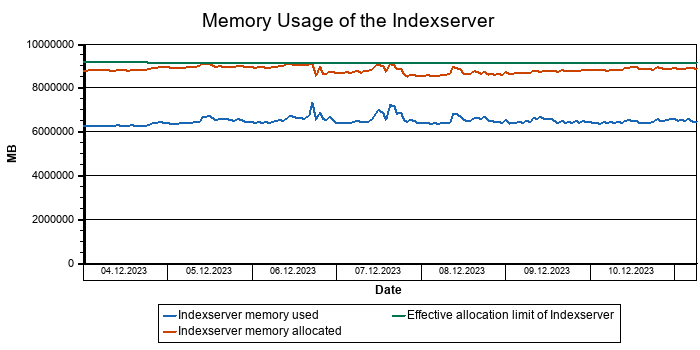 Memory Usage of the Indexserver
10000000
8000000
6000000
4000000
2000000
0
MB
04.12.2023 05.12.2023 06.12.2023 07.12.2023 08.12.2023 09.12.2023 10.12.2023
Date
Indexserver memory used Effective allocation limit of Indexserver
Indexserver memory allocated